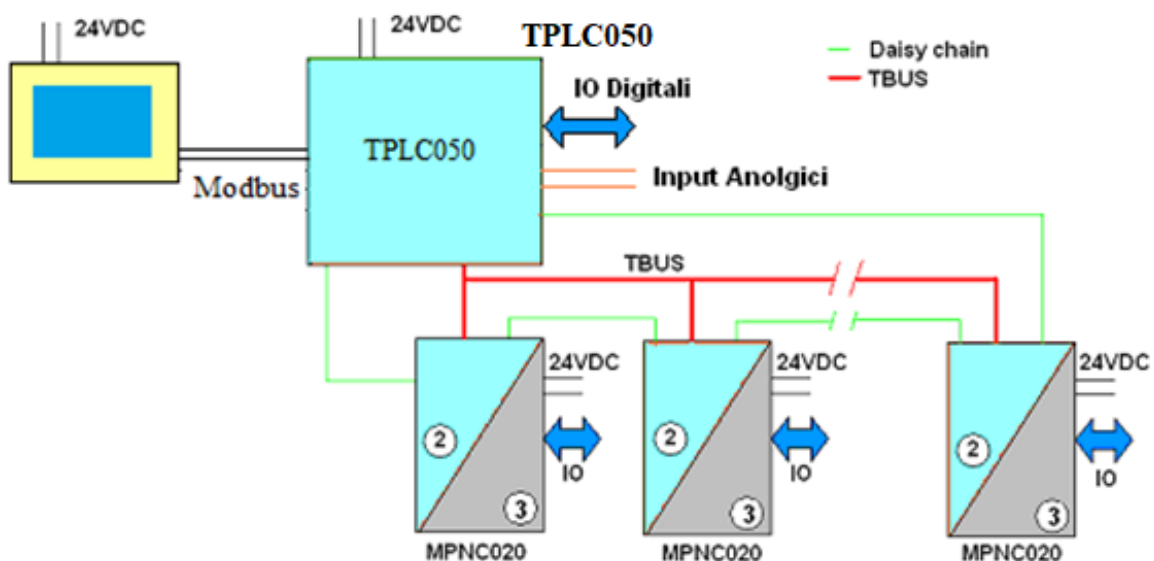 24VDC
24VDC
TPLC050
Daisy chain
TBUS
IO Digitali
TPLC050
Modbus
Input Anolgici
TBUS
24VDC
24VDC
24VDC
2
2
2
IO
IO
IO
3
3
3
MPNC020
MPNC020
MPNC020